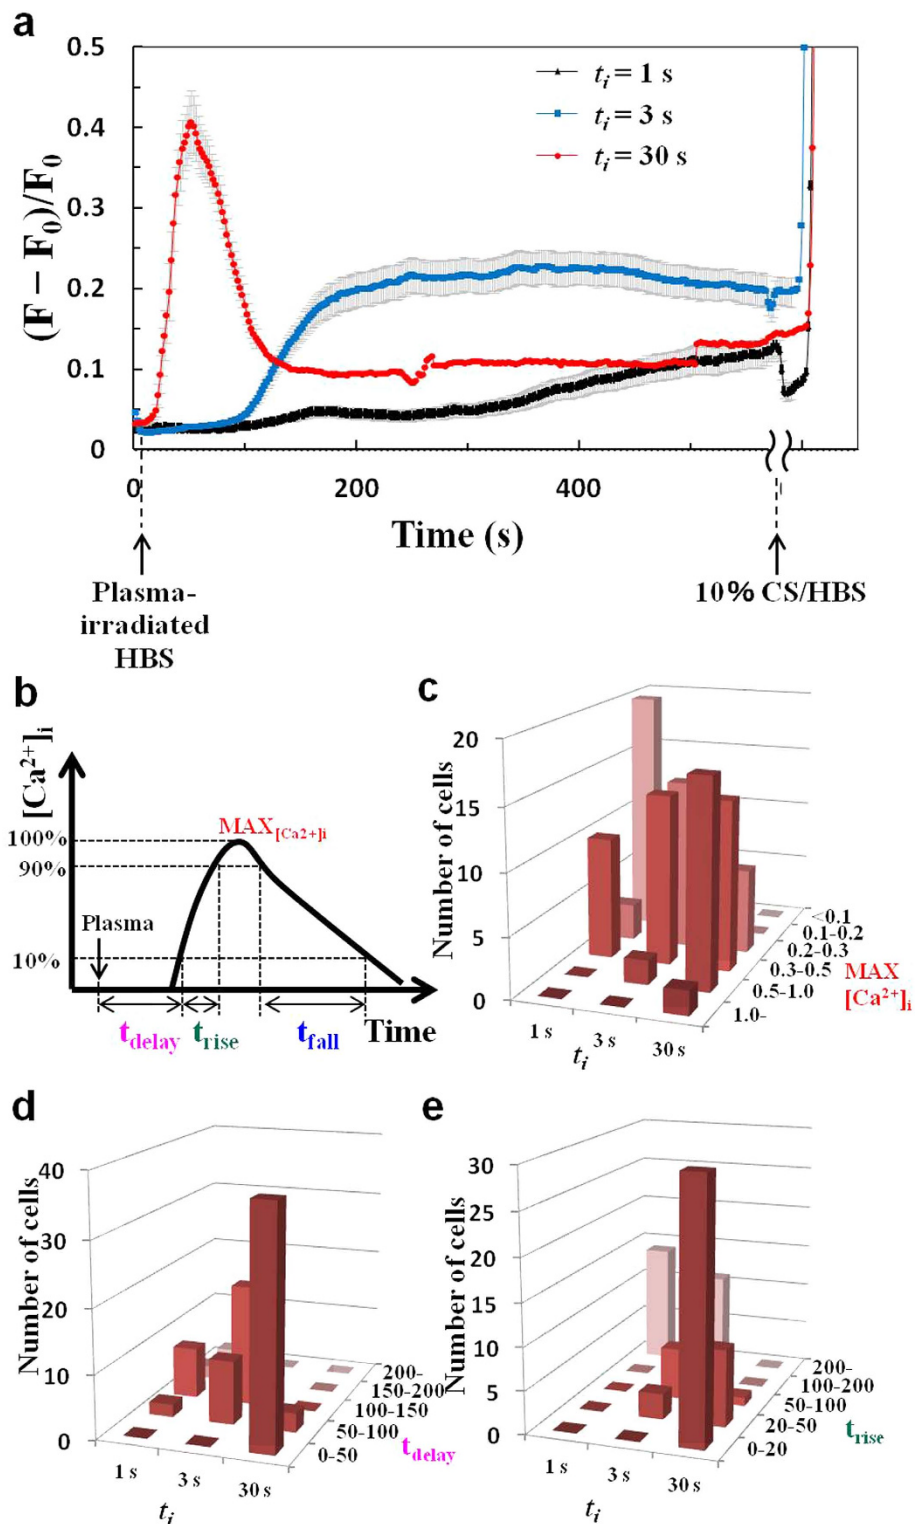 a
0.5
0.4
0.3
0.2
0.1
0
(F − F₀)/F₀
tᵢ = 1 s
tᵢ = 3 s
tᵢ = 30 s
0
200
400
Time (s)
Plasma-
irradiated
HBS
10% CS/HBS
b
[Ca²⁺]ᵢ
100%
90%
10%
MAX[Ca2+]i
Plasma
tdelay
trise
tfall
Time
c
Number of cells
20
15
10
5
0
1 s
3 s
30 s
tᵢ
<0.1
0.1-0.2
0.2-0.3
0.3-0.5
0.5-1.0
1.0-
MAX
[Ca²⁺]ᵢ
d
Number of cells
40
30
20
10
0
1 s
3 s
30 s
tᵢ
200-
150-200
100-150
50-100
0-50
tdelay
e
Number of cells
30
25
20
15
10
5
0
1 s
3 s
30 s
tᵢ
200-
100-200
50-100
20-50
0-20
trise